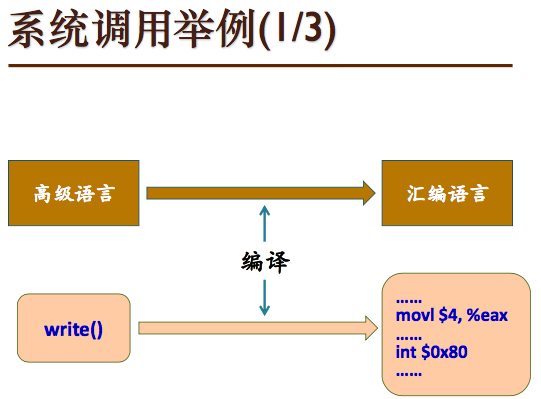 系统调用举例(1/3)
高级语言
汇编语言
编译
write()
……
movl $4, %eax
……
int $0x80
……